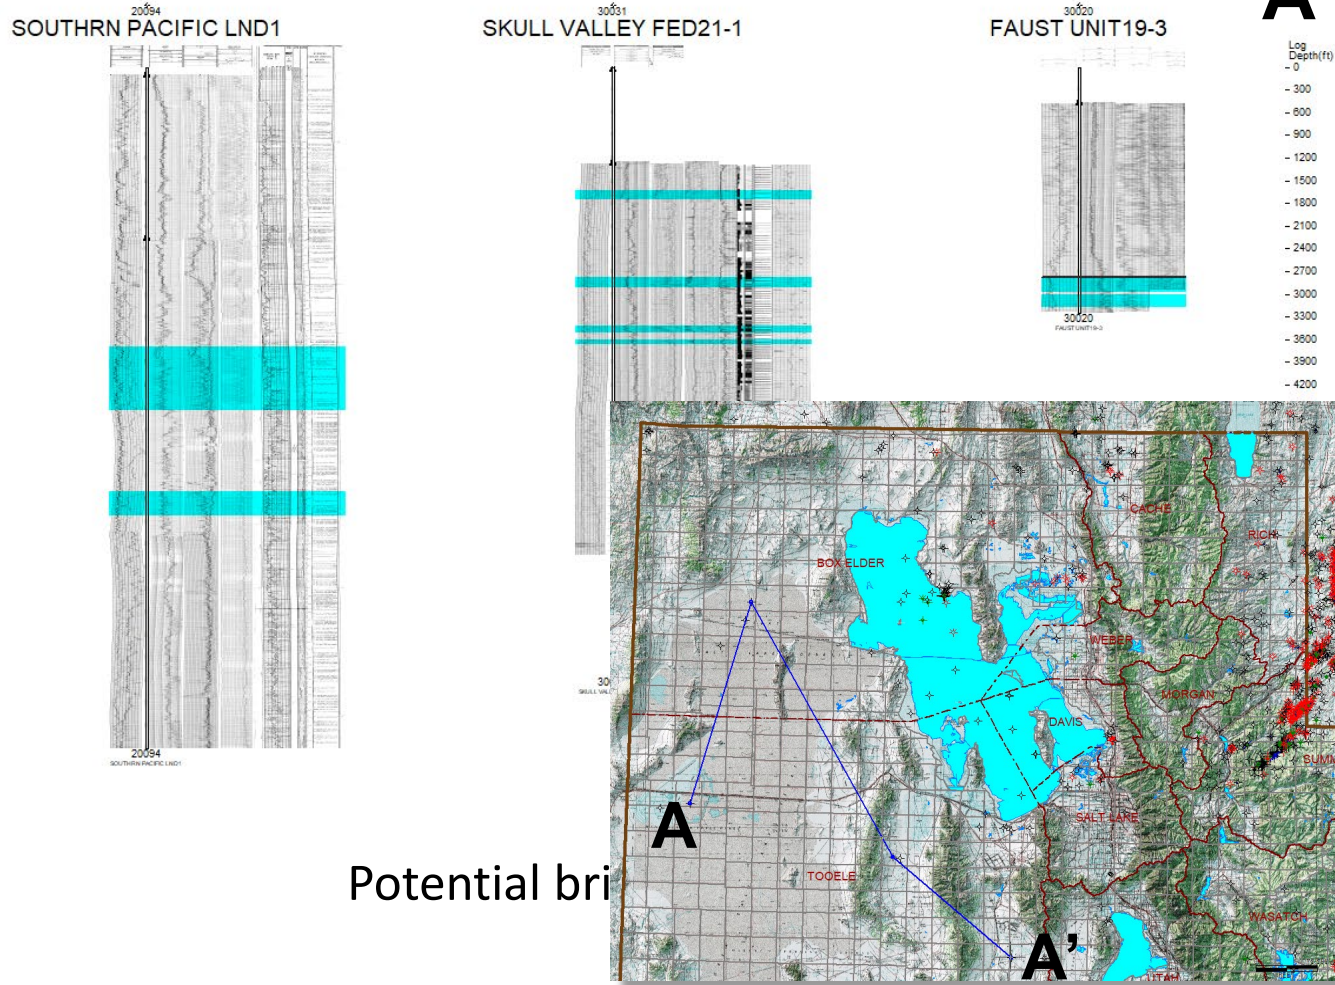 20094
SOUTHRN PACIFIC LND1
30031
SKULL VALLEY FED21-1
30020
FAUST UNIT19-3
A
Log
Depth(ft)
0
300
600
900
1200
1500
1800
2100
2400
2700
3000
3300
3600
3900
4200
30020
FAUST UNIT19-3
20094
SOUTHRN PACIFIC LND1
30
SKULL VAL
CACHE
RICH
BOX ELDER
WEBER
MORGAN
DAVIS
SUMM
SALT LAKE
A
TOOELE
WASATCH
A’
UTAH
Potential bri